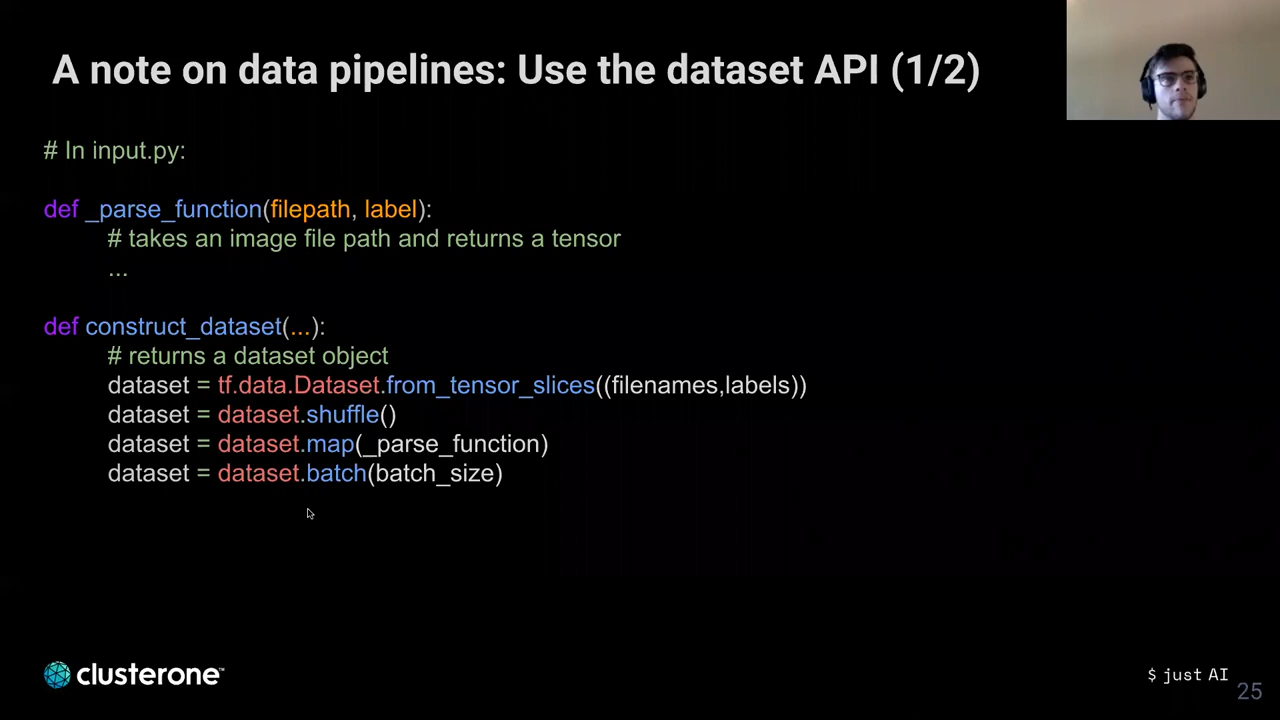 A note on data pipelines: Use the dataset API (1/2)
# In input.py:
def _parse_function(filepath, label):
# takes an image file path and returns a tensor
...
def construct_dataset(...):
# returns a dataset object
dataset = tf.data.Dataset.from_tensor_slices((filenames,labels))
dataset = dataset.shuffle()
dataset = dataset.map(_parse_function)
dataset = dataset.batch(batch_size)
clusterone™
$ just AI
25